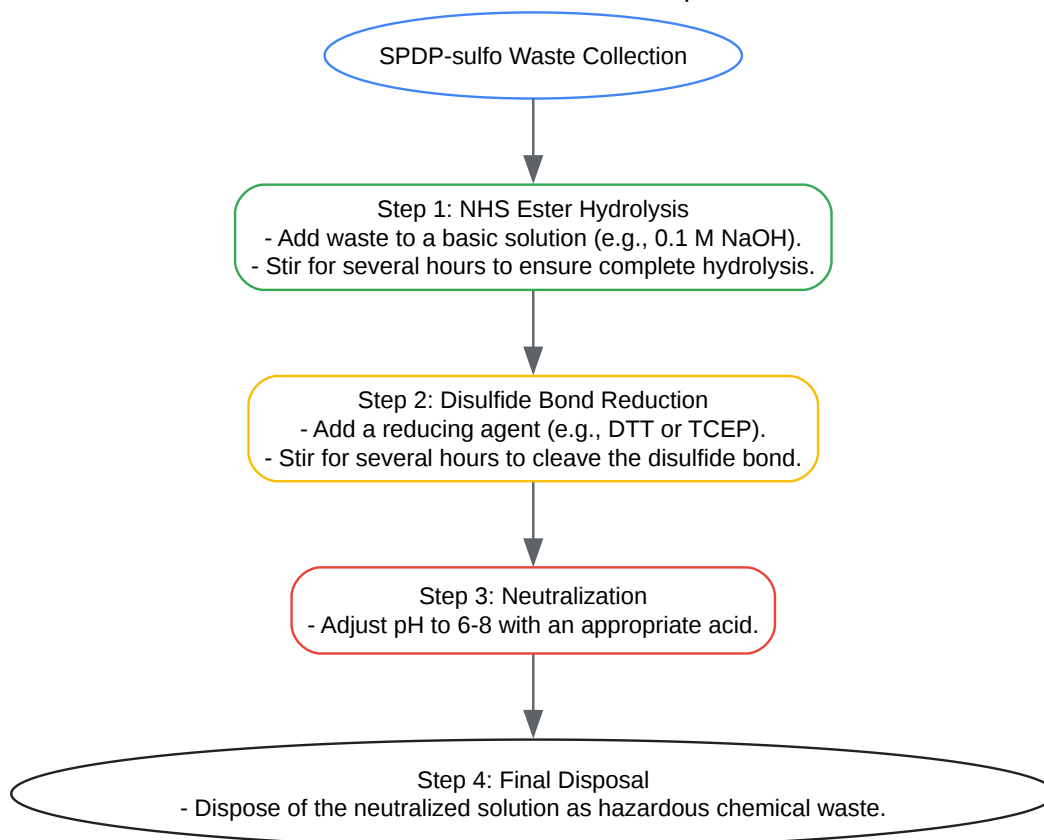 SPDP-sulfo Waste Collection
Step 1: NHS Ester Hydrolysis
- Add waste to a basic solution (e.g., 0.1 M NaOH).
- Stir for several hours to ensure complete hydrolysis.
Step 2: Disulfide Bond Reduction
- Add a reducing agent (e.g., DTT or TCEP).
- Stir for several hours to cleave the disulfide bond.
Step 3: Neutralization
- Adjust pH to 6-8 with an appropriate acid.
Step 4: Final Disposal
- Dispose of the neutralized solution as hazardous chemical waste.